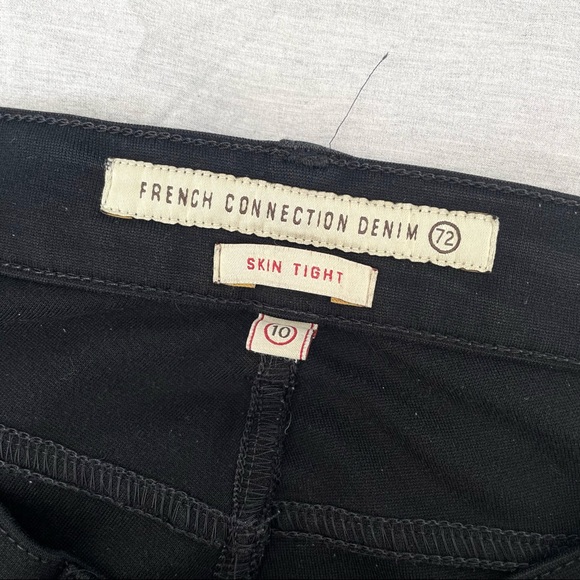 FRENCH CONNECTION DENIM 72
SKIN TIGHT
10